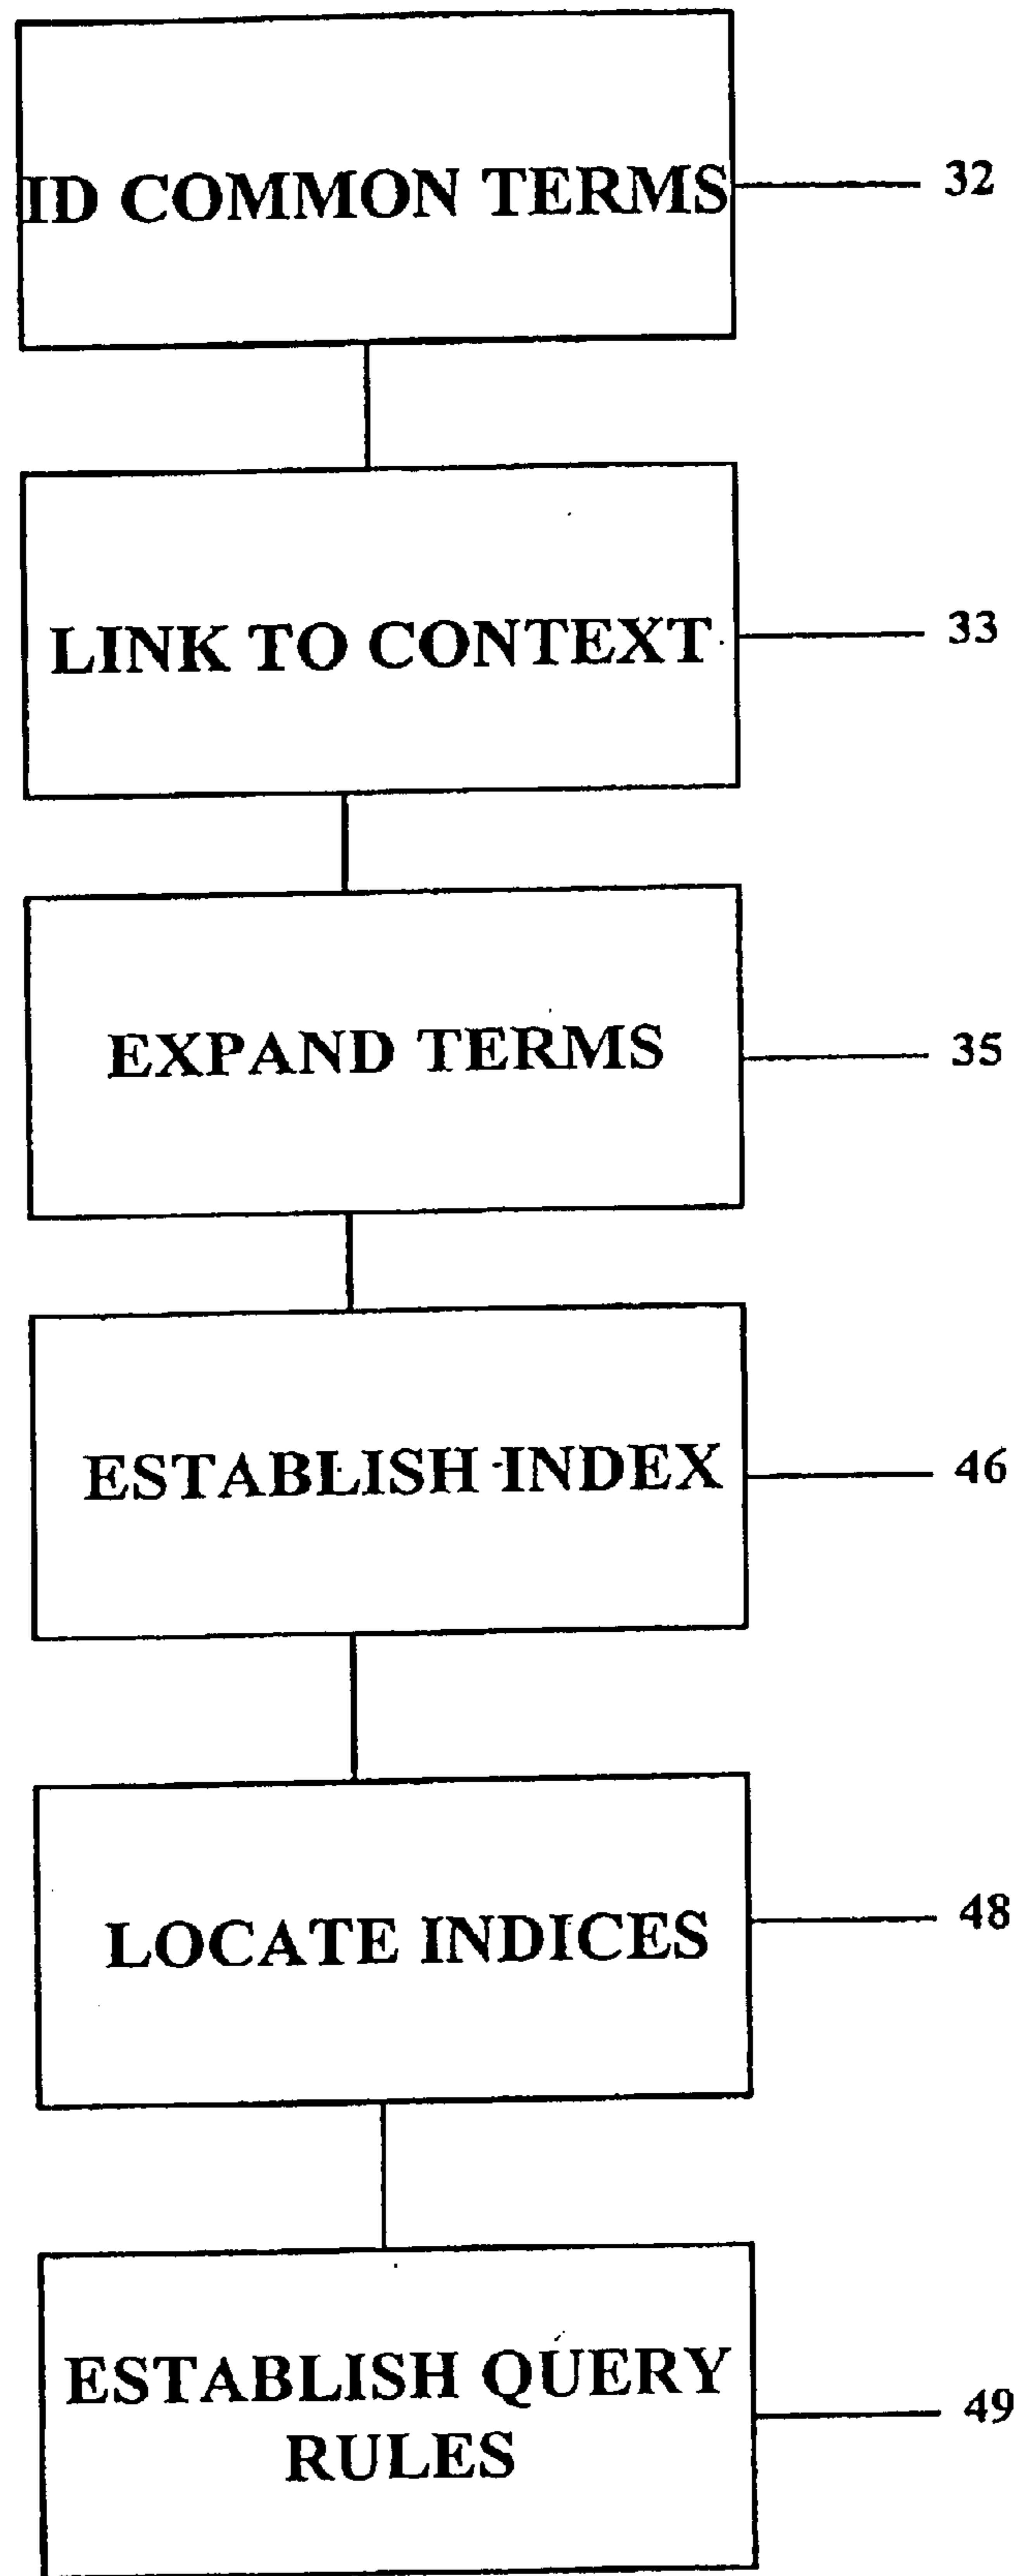 ID COMMON TERMS
32
LINK TO CONTEXT
33
EXPAND TERMS
35
ESTABLISH INDEX
46
LOCATE INDICES
48
ESTABLISH QUERY
RULES
49